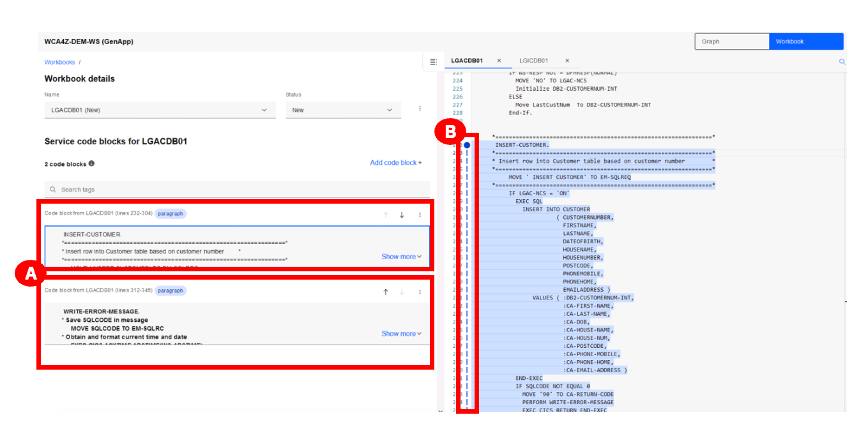 WCA4Z-DEM-WS (GenApp)
Graph
Workbook
Workbooks /
Workbook details
Name
Status
LGACDB01 (New)
New
Service code blocks for LGACDB01
2 code blocks
Add code block +
Search tags
Code block from LGACDB01 (lines 232-304) paragraph
INSERT-CUSTOMER.
*================================================================*
* Insert row into Customer table based on customer number *
*================================================================*
Show more
A
Code block from LGACDB01 (lines 312-345) paragraph
WRITE-ERROR-MESSAGE.
* Save SQLCODE in message
MOVE SQLCODE TO EM-SQLRC
* Obtain and format current time and date
Show more
LGACDB01 ×
LGICDB01 ×
223 IF WS-RESP NOT = DFHRESP(NORMAL)
224 MOVE 'NO' TO LGAC-NCS
225 Initialize DB2-CUSTOMERNUM-INT
226 ELSE
227 Move LastCustNum To DB2-CUSTOMERNUM-INT
228 End-If.
B
*================================================================*
INSERT-CUSTOMER.
*================================================================*
* Insert row into Customer table based on customer number *
*================================================================*
MOVE ' INSERT CUSTOMER' TO EM-SQLREQ
*================================================================*
IF LGAC-NCS = 'ON'
EXEC SQL
INSERT INTO CUSTOMER
( CUSTOMERNUMBER,
FIRSTNAME,
LASTNAME,
DATEOFBIRTH,
HOUSENAME,
HOUSENUMBER,
POSTCODE,
PHONEMOBILE,
PHONEHOME,
EMAILADDRESS )
VALUES ( :DB2-CUSTOMERNUM-INT,
:CA-FIRST-NAME,
:CA-LAST-NAME,
:CA-DOB,
:CA-HOUSE-NAME,
:CA-HOUSE-NUM,
:CA-POSTCODE,
:CA-PHONE-MOBILE,
:CA-PHONE-HOME,
:CA-EMAIL-ADDRESS )
END-EXEC
IF SQLCODE NOT EQUAL 0
MOVE '90' TO CA-RETURN-CODE
PERFORM WRITE-ERROR-MESSAGE
EXEC CICS RETURN END-EXEC